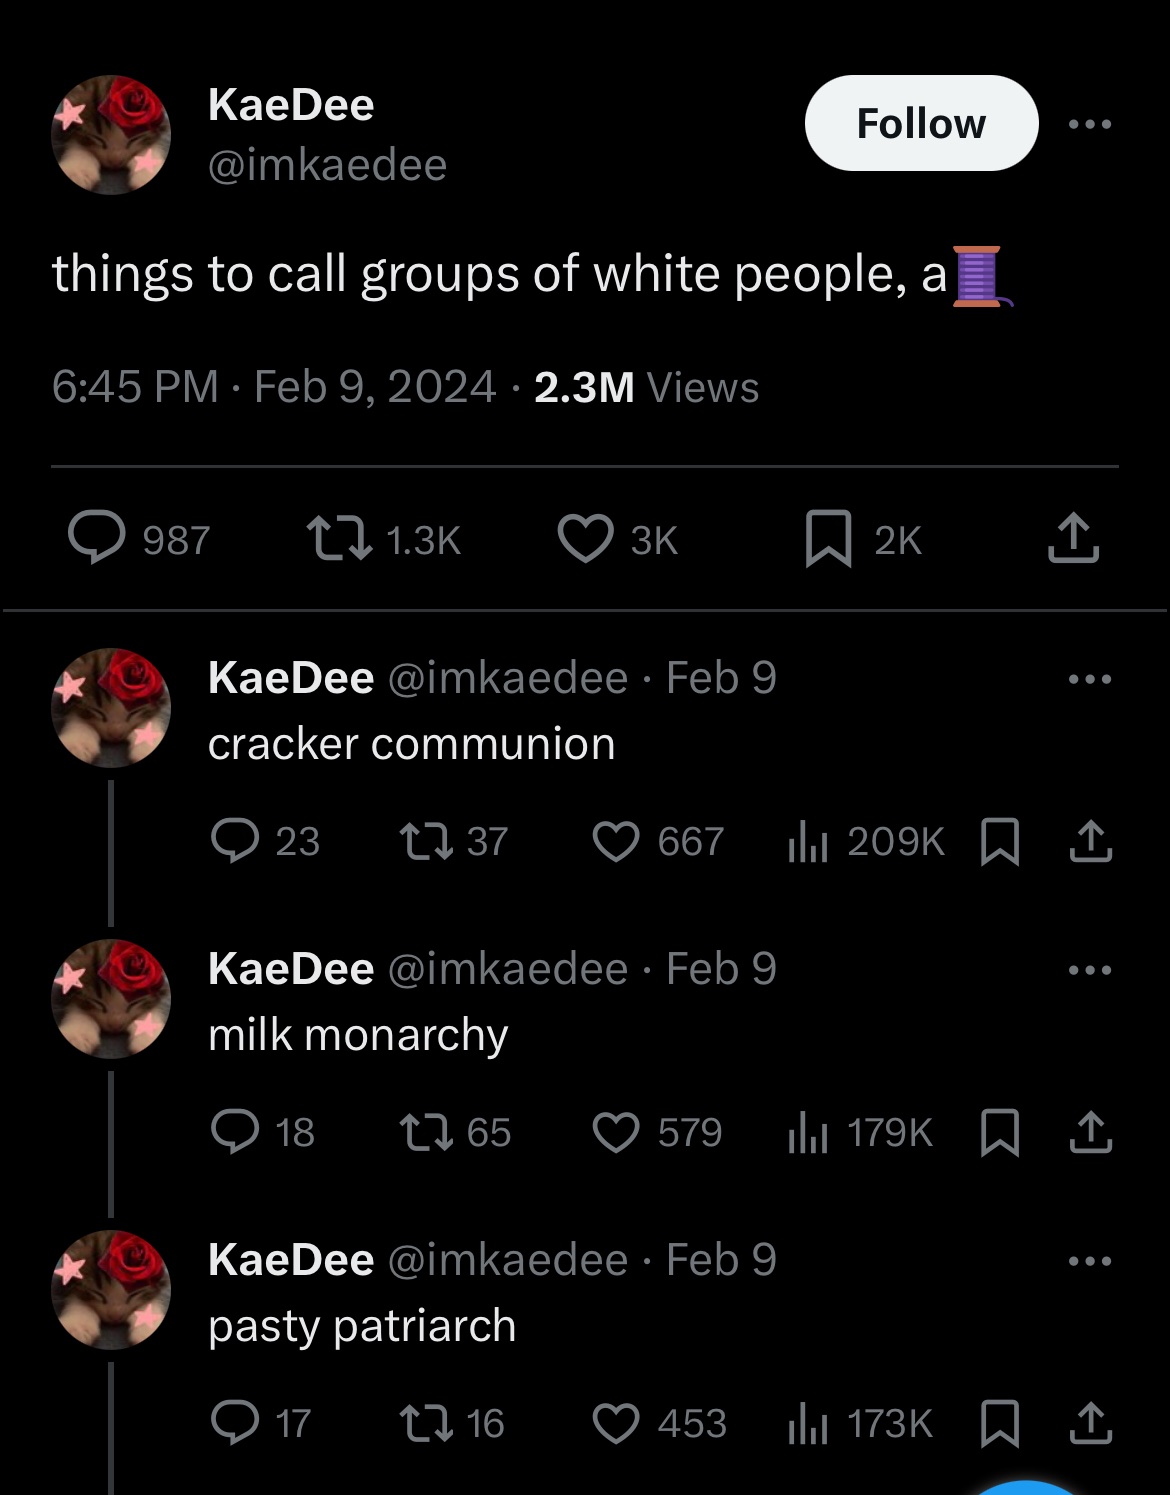 KaeDee
Follow
@imkaedee
things to call groups of white people, a🧵
6:45 PM · Feb 9, 2024 · 2.3M Views
987 1.3K 3K 2K
KaeDee @imkaedee · Feb 9
cracker communion
23 37 667 209K
KaeDee @imkaedee · Feb 9
milk monarchy
18 65 579 179K
KaeDee @imkaedee · Feb 9
pasty patriarch
17 16 453 173K